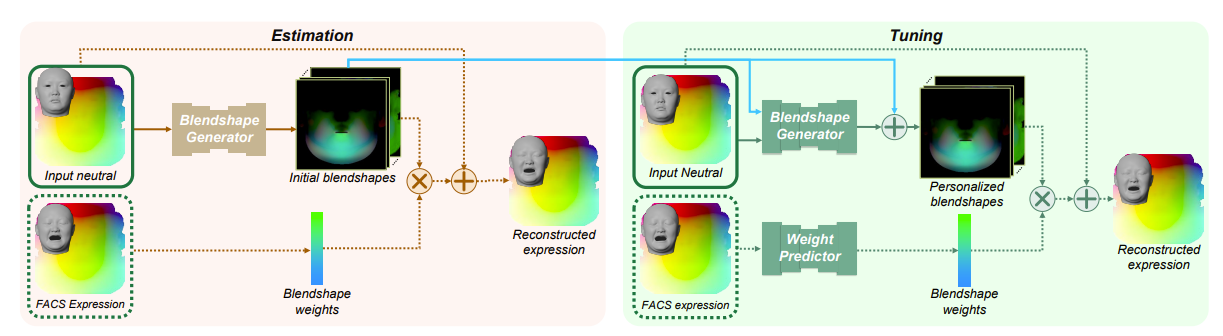 Estimation
Input neutral
Blendshape
Generator
Initial blendshapes
Reconstructed
expression
FACS Expression
Blendshape
weights
Tuning
Input Neutral
Blendshape
Generator
Personalized
blendshapes
Reconstructed
expression
FACS expression
Weight
Predictor
Blendshape
weights